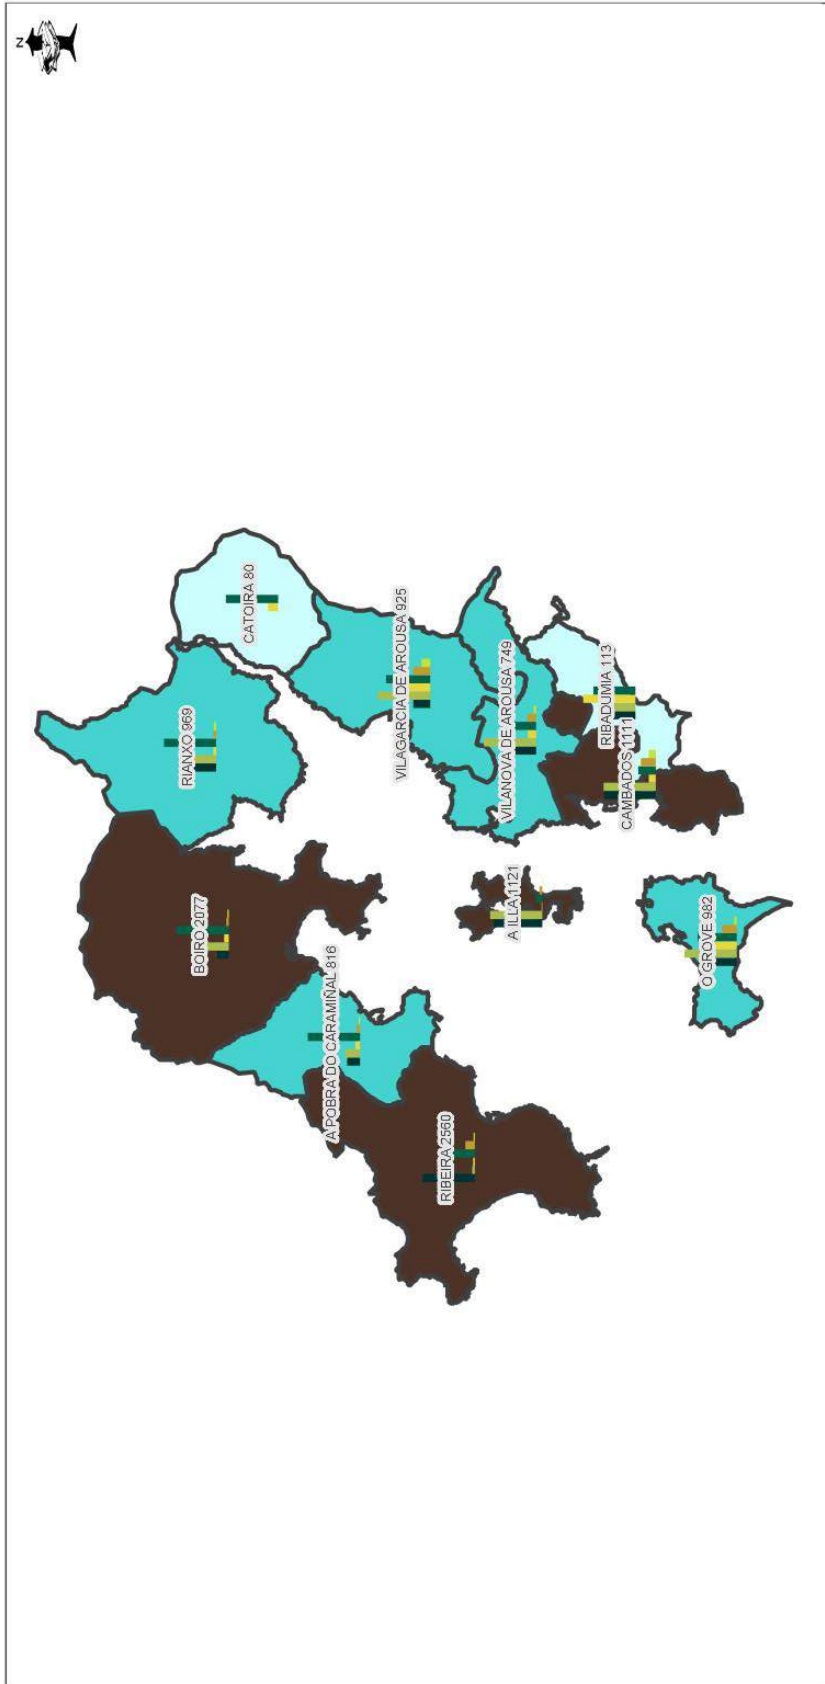 N
CATOIRA 80
RIANXO 969
VILAGARCIA DE AROUSA 925
VILANOVA DE AROUSA 749
RIBADUMIA 113
CAMBADOS 1111
BOIRO 2077
A ILLA 1121
O GROVE 982
A POBRA DO CARAMIÑAL 816
RIBEIRA 2560